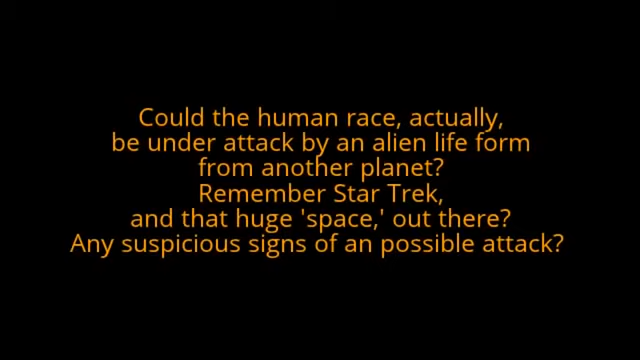 Could the human race, actually,
be under attack by an alien life form
from another planet?
Remember Star Trek,
and that huge 'space,' out there?
Any suspicious signs of an possible attack?